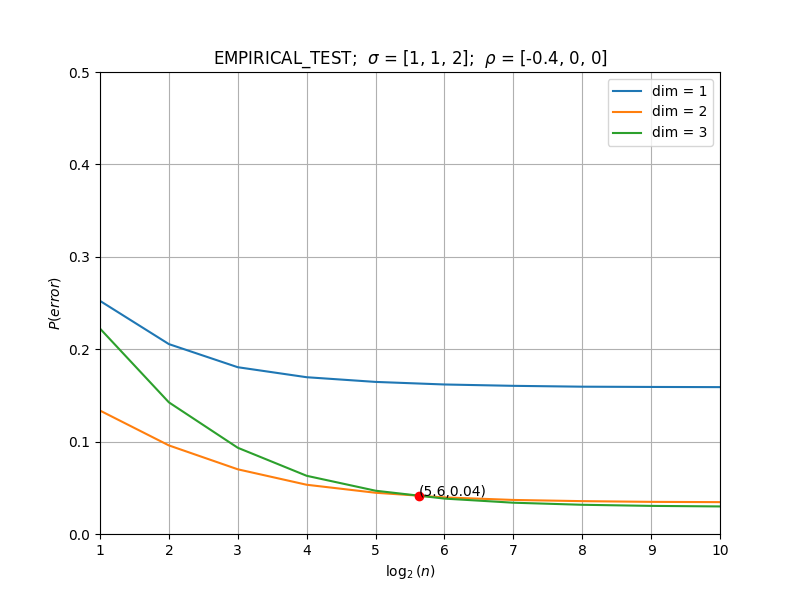 EMPIRICAL_TEST;  σ = [1, 1, 2];  ρ = [-0.4, 0, 0]
dim = 1
dim = 2
dim = 3
P(error)
0.5
0.4
0.3
0.2
0.1
0.0
(5.6,0.04)
1 2 3 4 5 6 7 8 9 10
log₂(n)